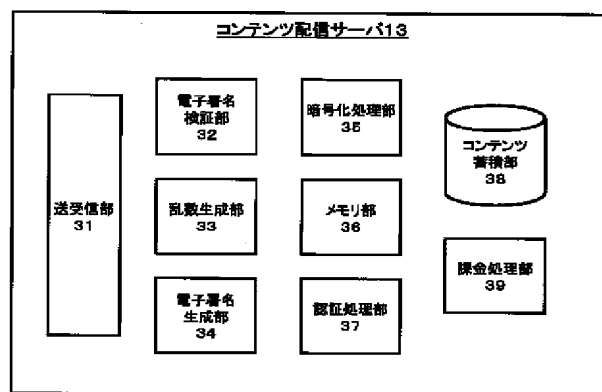 コンテンツ配信サーバ13
送受信部
31
電子署名
検証部
32
乱数生成部
33
電子署名
生成部
34
暗号化処理部
35
メモリ部
36
認証処理部
37
コンテンツ
蓄積部
38
課金処理部
39